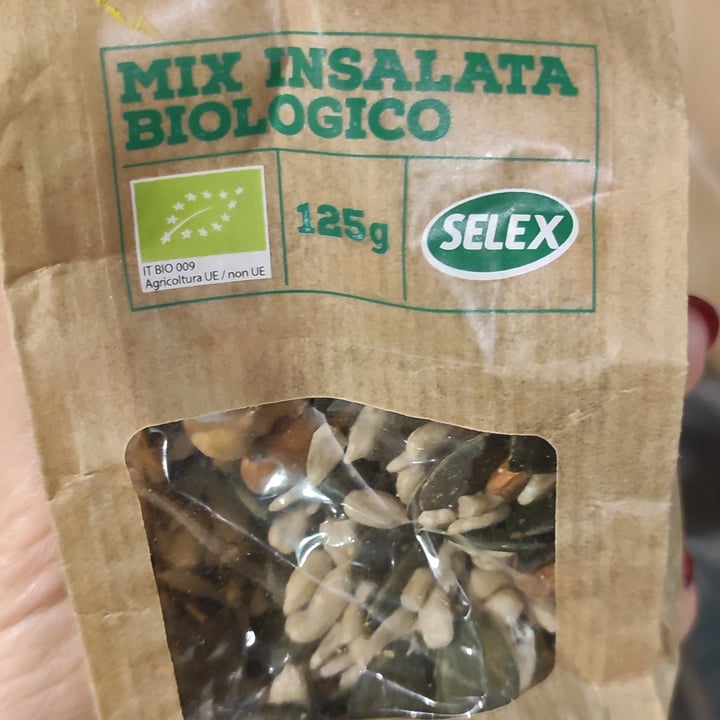 MIX INSALATA
BIOLOGICO
IT BIO 009
Agricoltura UE / non UE
125g
SELEX